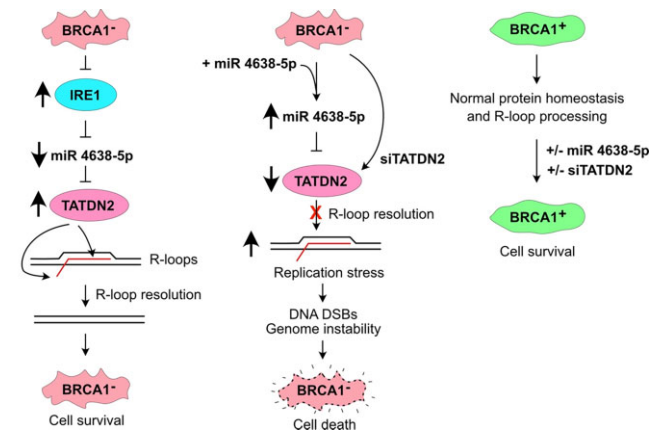 BRCA1-
IRE1
miR 4638-5p
TATDN2
R-loops
R-loop resolution
BRCA1-
Cell survival
BRCA1-
+ miR 4638-5p
miR 4638-5p
siTATDN2
TATDN2
X R-loop resolution
Replication stress
DNA DSBs
Genome instability
BRCA1-
Cell death
BRCA1+
Normal protein homeostasis
and R-loop processing
+/- miR 4638-5p
+/- siTATDN2
BRCA1+
Cell survival